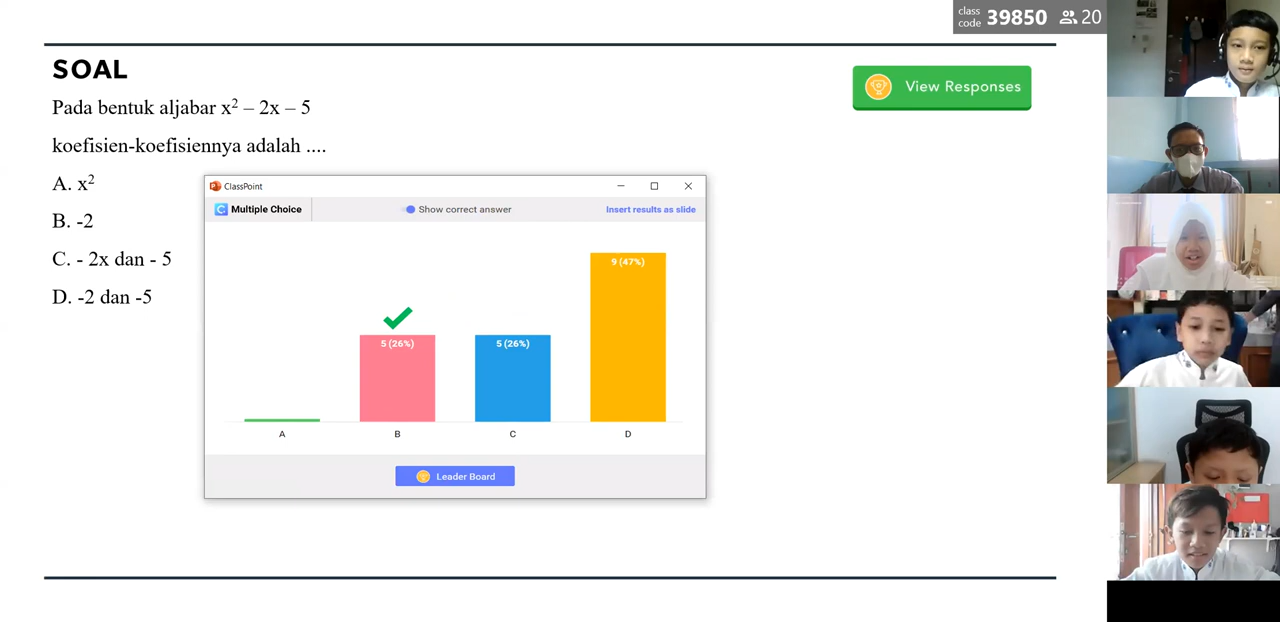 class code 39850 20
SOAL
View Responses
Pada bentuk aljabar x² – 2x – 5
koefisien-koefisiennya adalah ....
A. x²
B. -2
C. - 2x dan - 5
D. -2 dan -5
ClassPoint
Multiple Choice
Show correct answer
Insert results as slide
9 (47%)
5 (26%)
5 (26%)
A
B
C
D
Leader Board